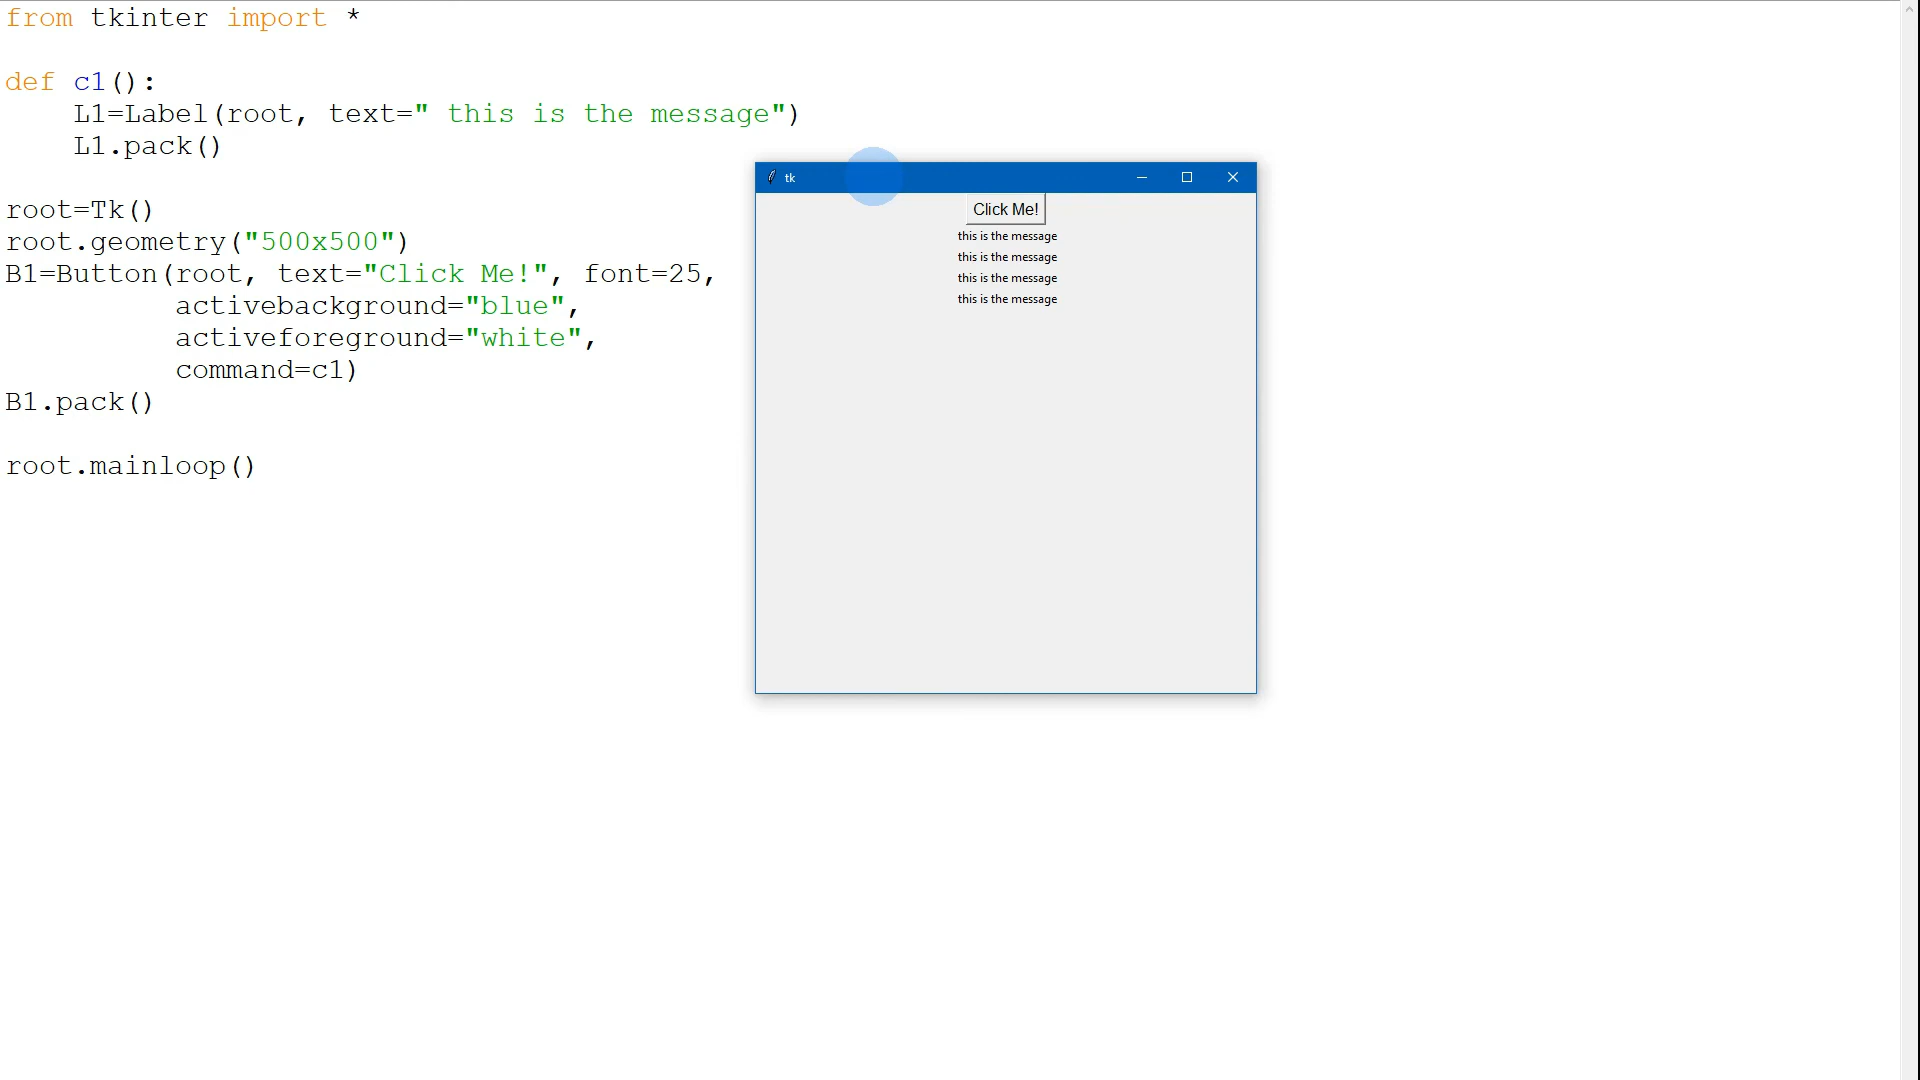 from tkinter import *
def c1():
    L1=Label(root, text=" this is the message")
    L1.pack()
root=Tk()
root.geometry("500x500")
B1=Button(root, text="Click Me!", font=25,
          activebackground="blue",
          activeforeground="white",
          command=c1)
B1.pack()
root.mainloop()
tk
Click Me!
this is the message
this is the message
this is the message
this is the message